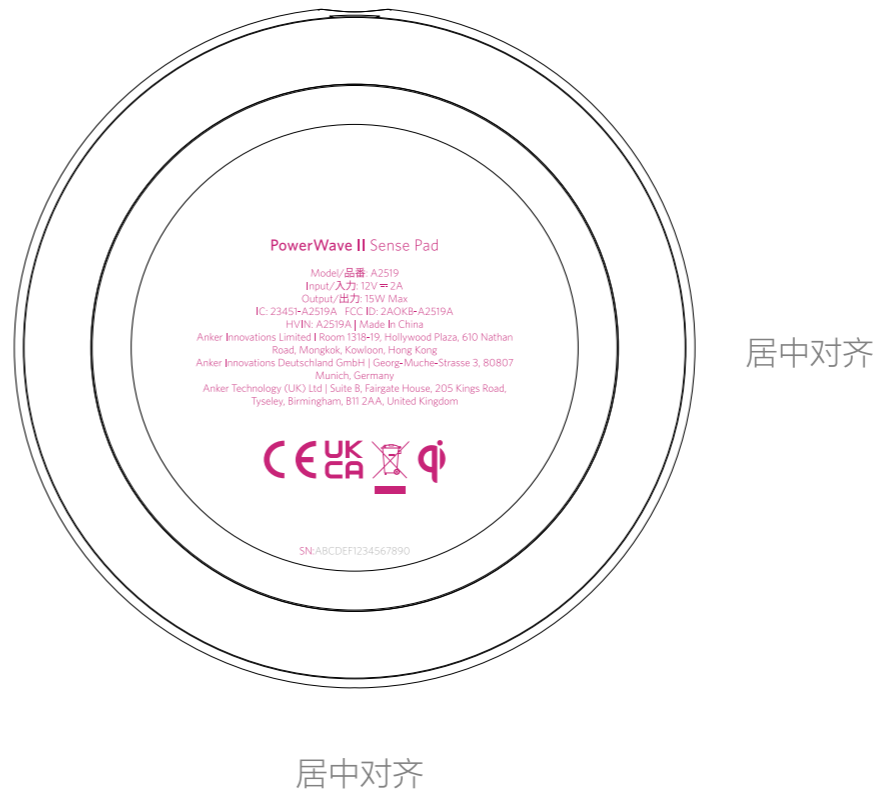 PowerWave II Sense Pad
Model/品番: A2519
Input/入力: 12V ⎓ 2A
Output/出力: 15W Max
IC: 23451-A2519A FCC ID: 2AOKB-A2519A
HVIN: A2519A | Made In China
Anker Innovations Limited I Room 1318-19, Hollywood Plaza, 610 Nathan
Road, Mongkok, Kowloon, Hong Kong
Anker Innovations Deutschland GmbH | Georg-Muche-Strasse 3, 80807
Munich, Germany
Anker Technology (UK) Ltd | Suite B, Fairgate House, 205 Kings Road,
Tyseley, Birmingham, B11 2AA, United Kingdom
CE UK CA qi
SN:ABCDEF1234567890
居中对齐
居中对齐